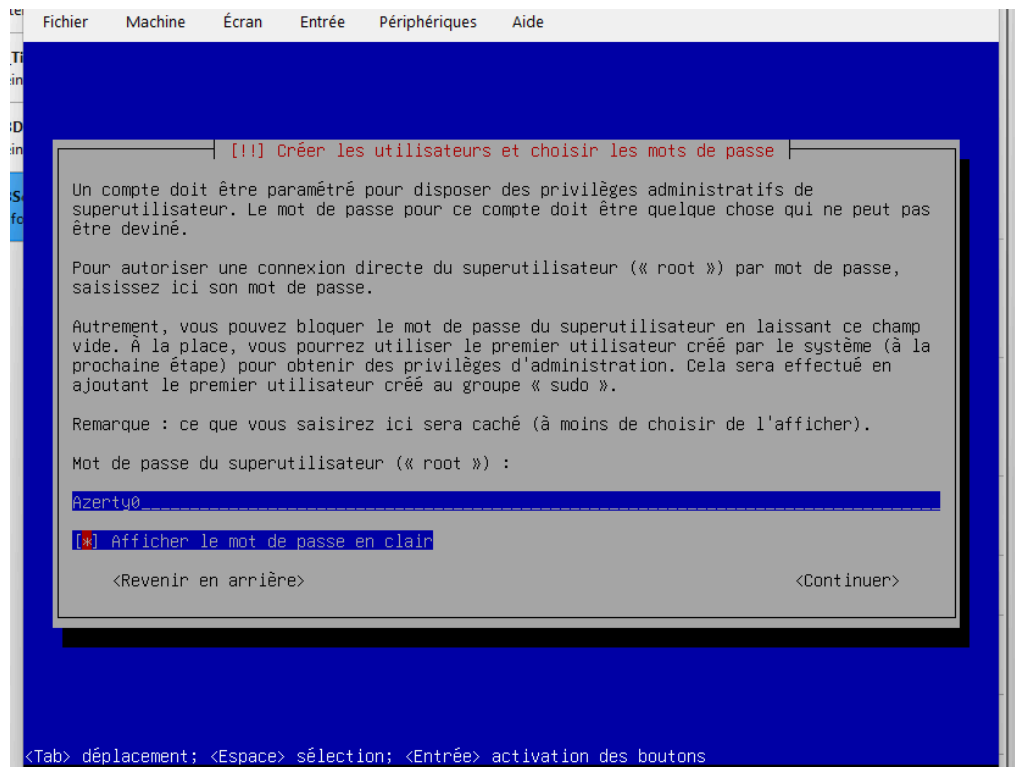 Fichier Machine Écran Entrée Périphériques Aide
[!!] Créer les utilisateurs et choisir les mots de passe
Un compte doit être paramétré pour disposer des privilèges administratifs de
superutilisateur. Le mot de passe pour ce compte doit être quelque chose qui ne peut pas
être deviné.
Pour autoriser une connexion directe du superutilisateur (« root ») par mot de passe,
saisissez ici son mot de passe.
Autrement, vous pouvez bloquer le mot de passe du superutilisateur en laissant ce champ
vide. À la place, vous pourrez utiliser le premier utilisateur créé par le système (à la
prochaine étape) pour obtenir des privilèges d'administration. Cela sera effectué en
ajoutant le premier utilisateur créé au groupe « sudo ».
Remarque : ce que vous saisirez ici sera caché (à moins de choisir de l'afficher).
Mot de passe du superutilisateur (« root ») :
Azerty0
[*] Afficher le mot de passe en clair
<Revenir en arrière> <Continuer>
<Tab> déplacement; <Espace> sélection; <Entrée> activation des boutons